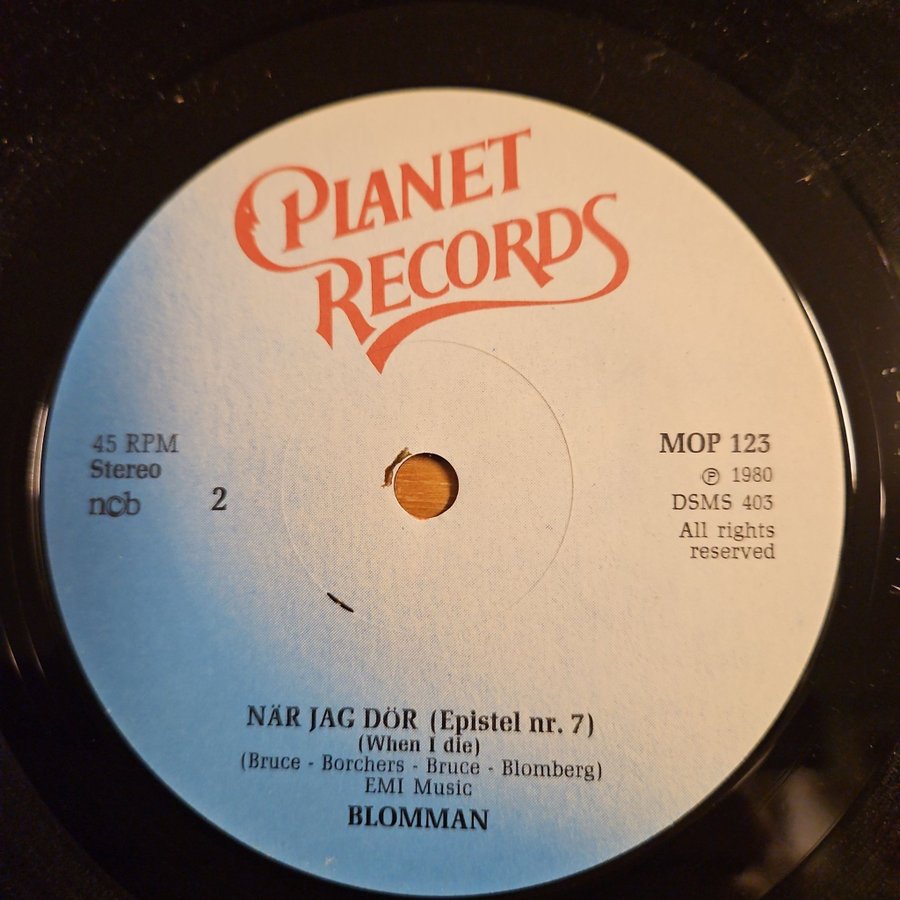 PLANET
RECORDS
45 RPM
Stereo
ncb
2
MOP 123
Ⓟ 1980
DSMS 403
All rights
reserved
NÄR JAG DÖR (Epistel nr. 7)
(When I die)
(Bruce - Borchers - Bruce - Blomberg)
EMI Music
BLOMMAN